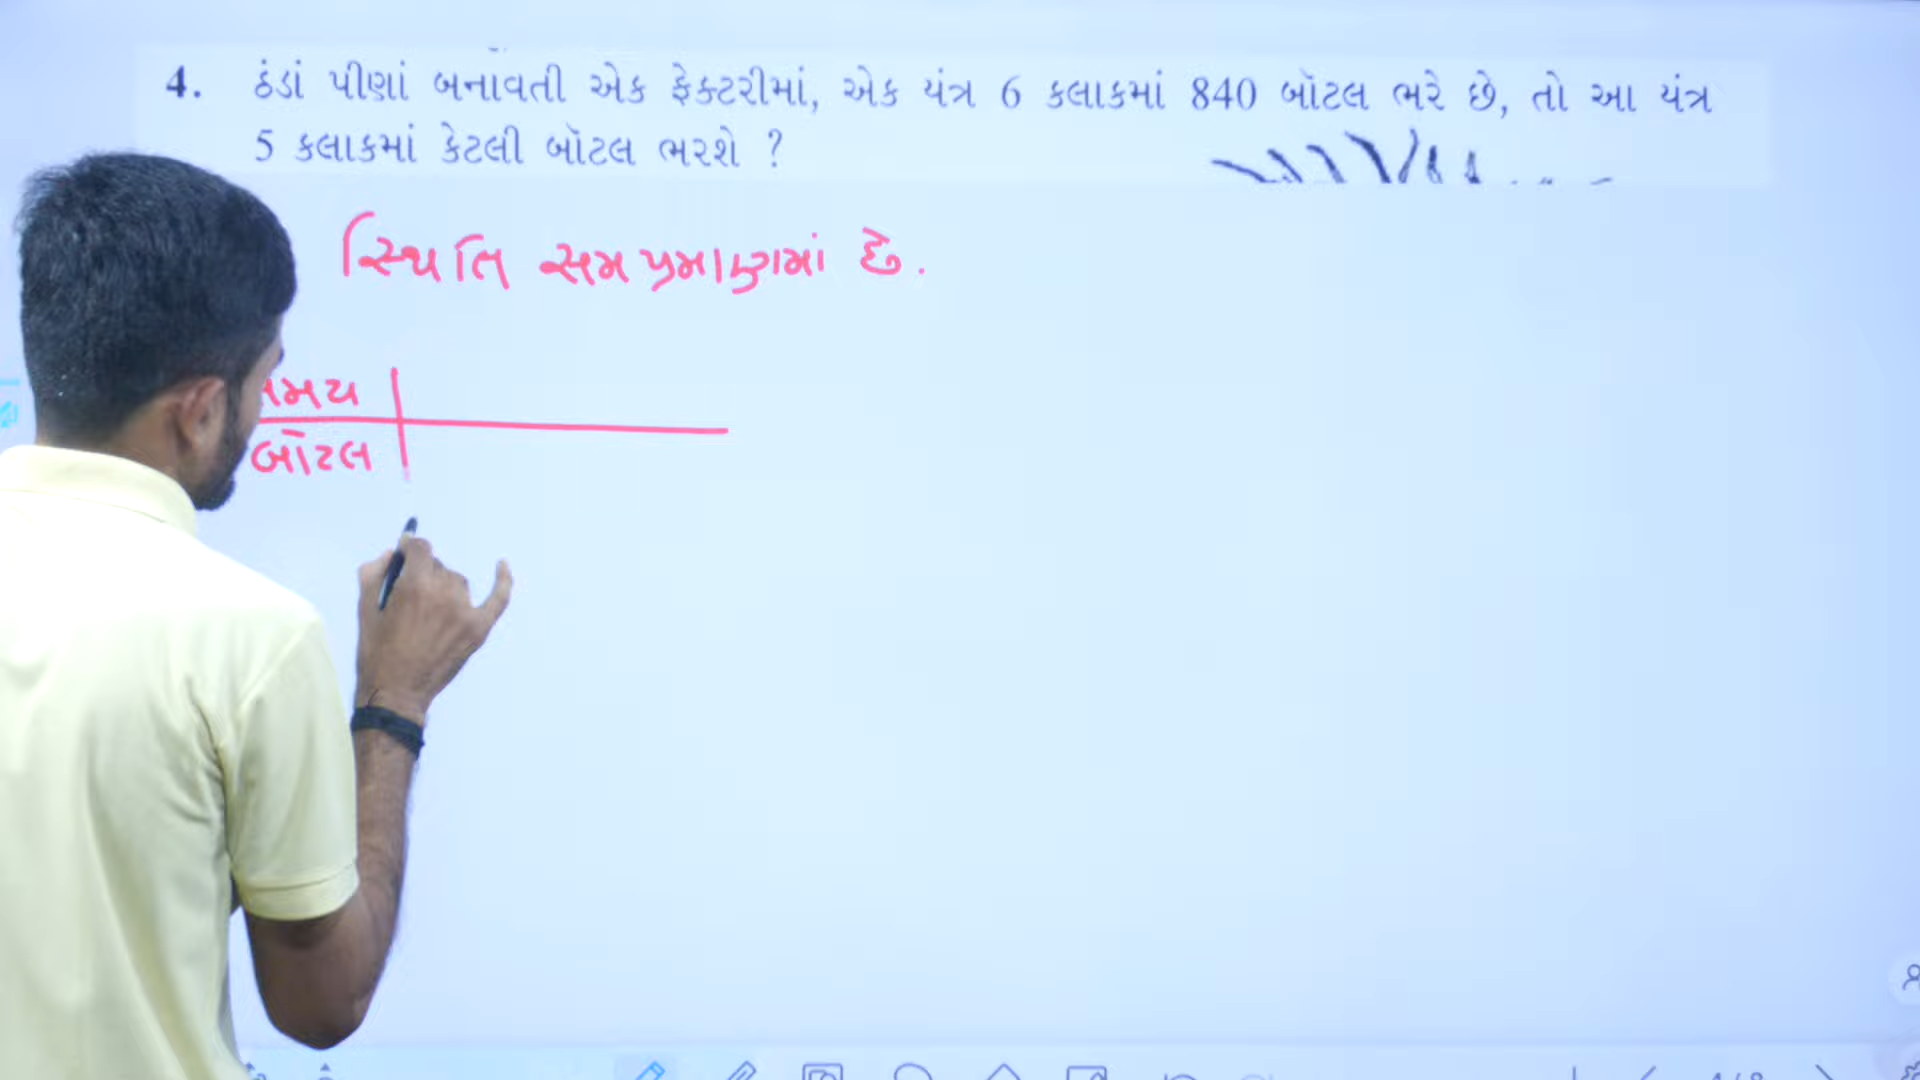 4. ઠંડાં પીણાં બનાવતી એક ફેક્ટરીમાં, એક યંત્ર 6 કલાકમાં 840 બૉટલ ભરે છે, તો આ યંત્ર
5 કલાકમાં કેટલી બૉટલ ભરશે ?
સ્થિતિ સમપ્રમાણમાં છે.
મય
બૉટલ